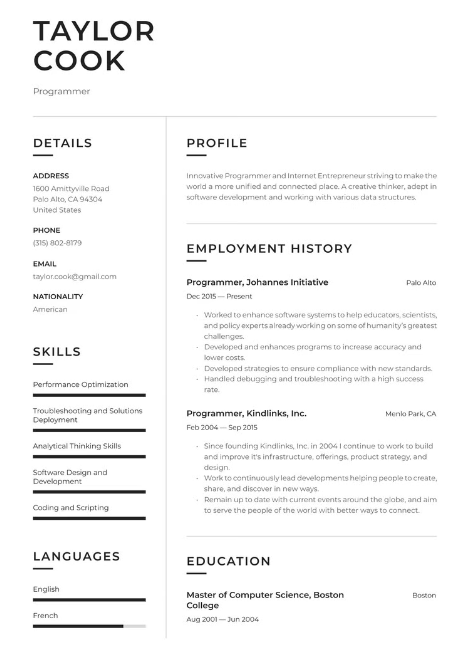 TAYLOR
COOK
Programmer
DETAILS
ADDRESS
1600 Amittyville Road
Palo Alto, CA 94304
United States
PHONE
(315) 802-8179
EMAIL
taylor.cook@gmail.com
NATIONALITY
American
SKILLS
Performance Optimization
Troubleshooting and Solutions
Deployment
Analytical Thinking Skills
Software Design and
Development
Coding and Scripting
LANGUAGES
English
French
PROFILE
Innovative Programmer and Internet Entrepreneur striving to make the
world a more unified and connected place. A creative thinker, adept in
software development and working with various data structures.
EMPLOYMENT HISTORY
Programmer, Johannes Initiative Palo Alto
Dec 2015 — Present
- Worked to enhance software systems to help educators, scientists,
and policy experts already working on some of humanity's greatest
challenges.
- Developed and enhances programs to increase accuracy and
lower costs.
- Developed strategies to ensure compliance with new standards.
- Handled debugging and troubleshooting with a high success
rate.
Programmer, Kindlinks, Inc. Menlo Park, CA
Feb 2004 — Sep 2015
- Since founding Kindlinks, Inc. in 2004 I continue to work to build
and improve it's infrastructure, offerings, product strategy, and
design.
- Work to continuously lead developments helping people to create,
share, and discover in new ways.
- Remain up to date with current events around the globe, and aim
to serve the people of the world with better ways to connect.
EDUCATION
Master of Computer Science, Boston Boston
College
Aug 2001 — Jun 2004